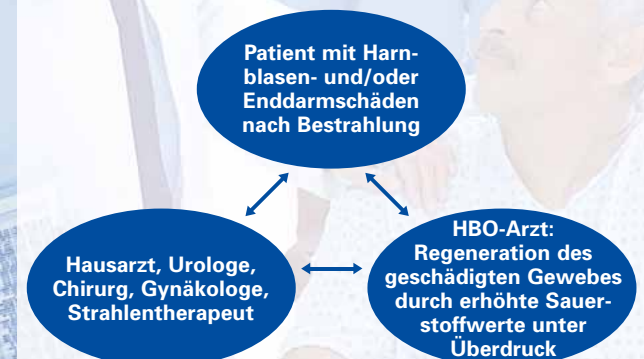 Patient mit Harn-
blasen- und/oder
Enddarmschäden
nach Bestrahlung
Hausarzt, Urologe,
Chirurg, Gynäkologe,
Strahlentherapeut
HBO-Arzt:
Regeneration des
geschädigten Gewebes
durch erhöhte Sauer-
stoffwerte unter
Überdruck